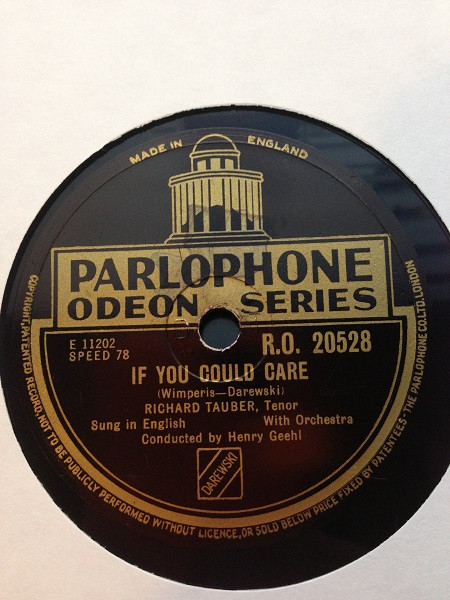 MADE IN ENGLAND
PARLOPHONE
ODEON SERIES
E 11202
SPEED 78
R.O. 20528
IF YOU COULD CARE
(Wimperis—Darewski)
RICHARD TAUBER, Tenor
Sung in English With Orchestra
Conducted by Henry Geehl
DAREWSKI
COPYRIGHT, PATENTED RECORD, NOT TO BE PUBLICLY PERFORMED WITHOUT LICENCE, OR SOLD BELOW PRICE FIXED BY PATENTEES-THE PARLOPHONE CO. LTD. LONDON